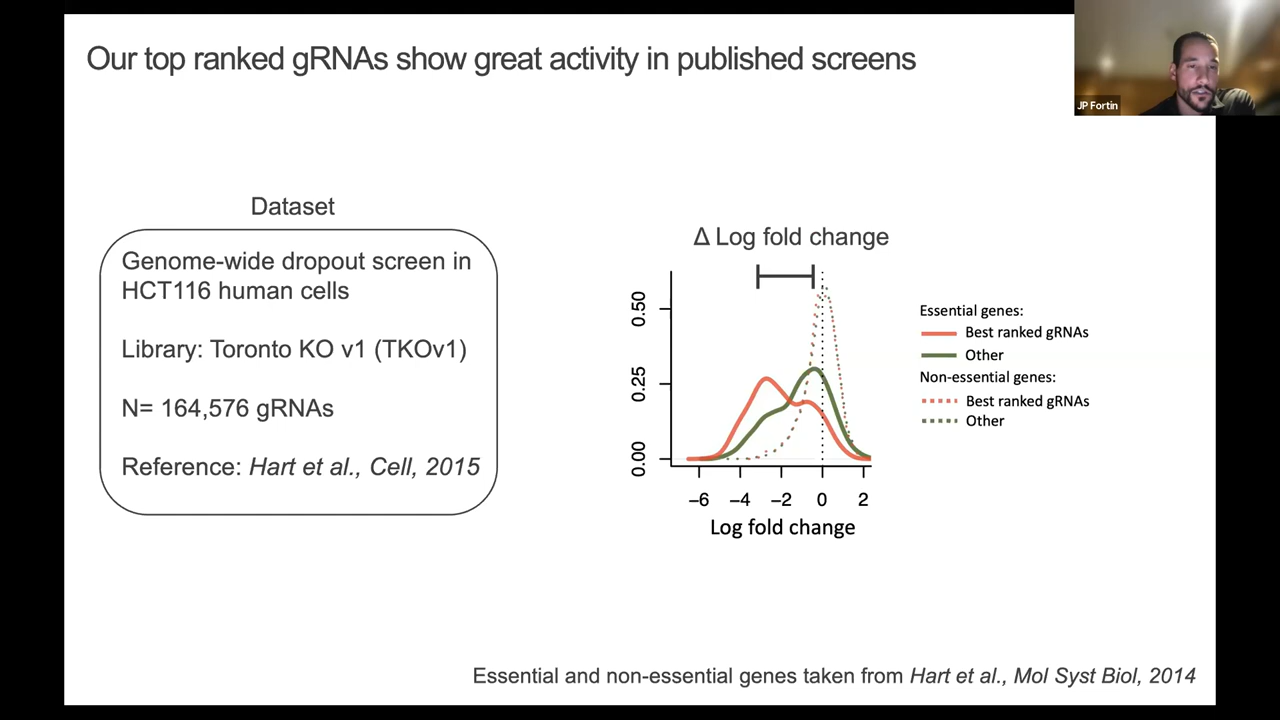 Our top ranked gRNAs show great activity in published screens
JP Fortin
Dataset
Genome-wide dropout screen in
HCT116 human cells
Library: Toronto KO v1 (TKOv1)
N= 164,576 gRNAs
Reference: Hart et al., Cell, 2015
Δ Log fold change
0.50
0.25
0.00
−6 −4 −2 0 2
Log fold change
Essential genes:
Best ranked gRNAs
Other
Non-essential genes:
Best ranked gRNAs
Other
Essential and non-essential genes taken from Hart et al., Mol Syst Biol, 2014